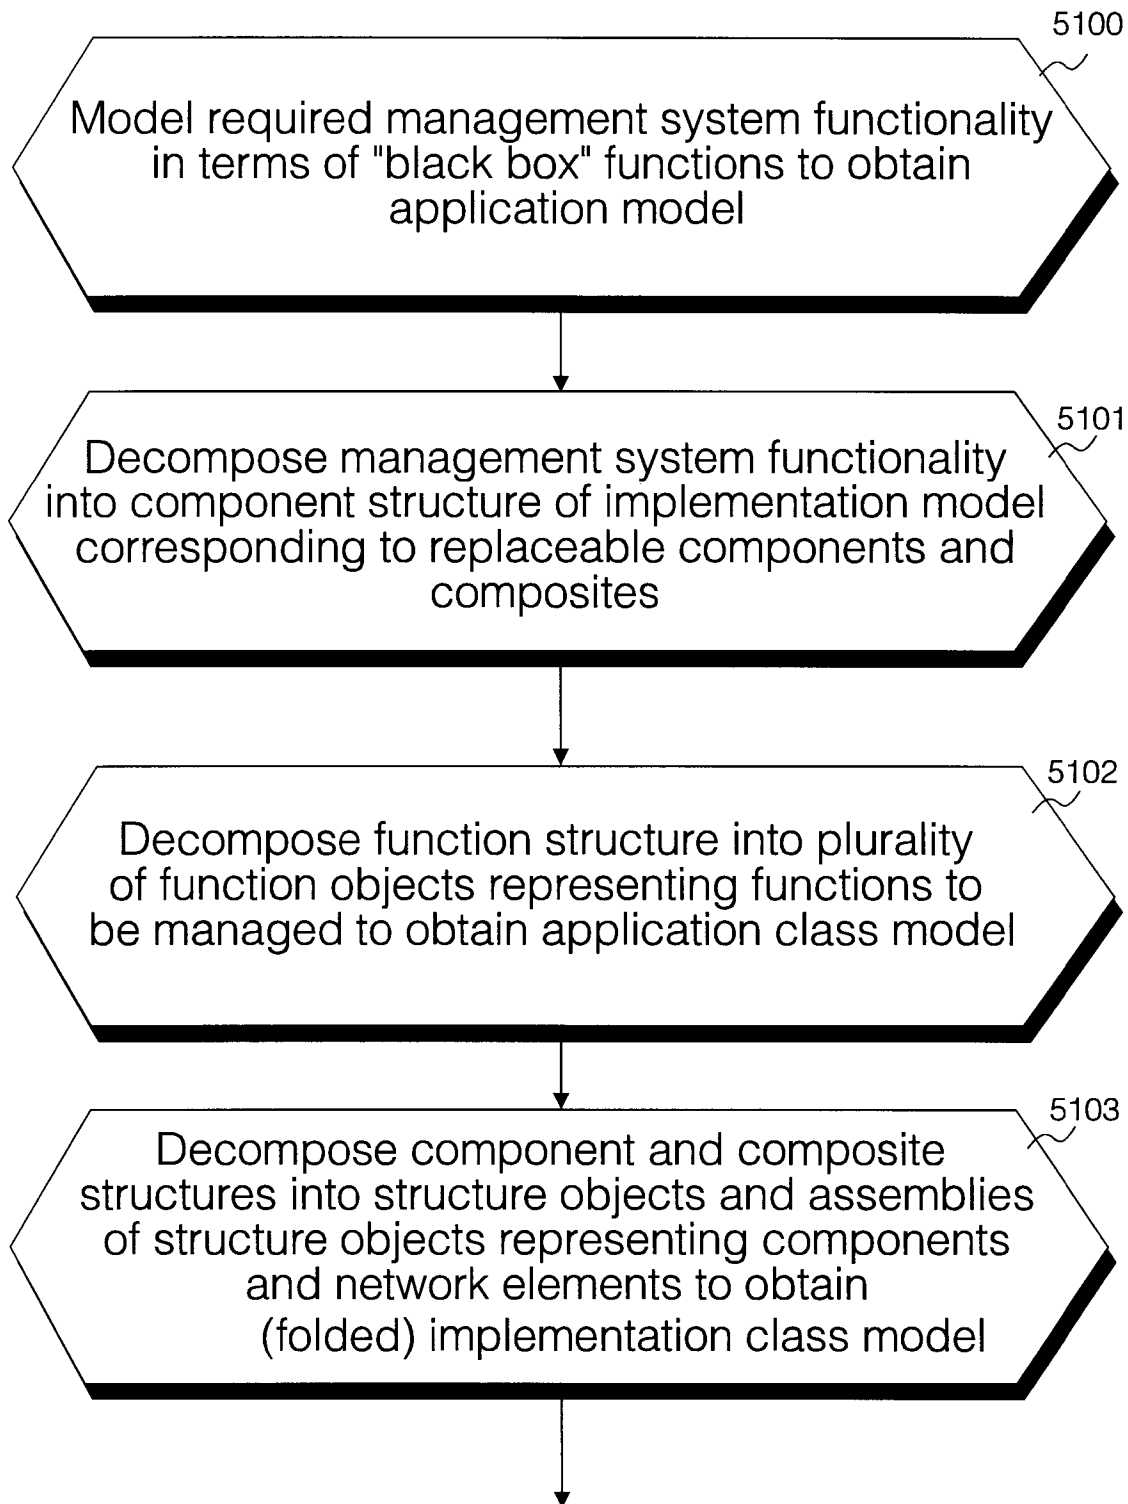 5100
Model required management system functionality
in terms of "black box" functions to obtain
application model
5101
Decompose management system functionality
into component structure of implementation model
corresponding to replaceable components and
composites
5102
Decompose function structure into plurality
of function objects representing functions to
be managed to obtain application class model
5103
Decompose component and composite
structures into structure objects and assemblies
of structure objects representing components
and network elements to obtain
(folded) implementation class model